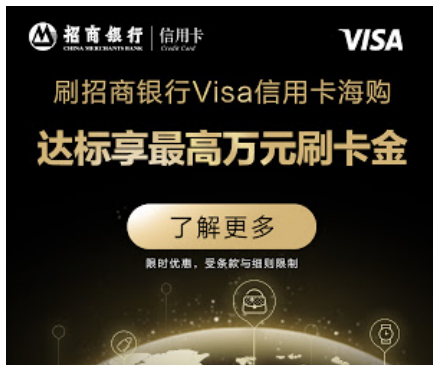 招商银行 信用卡 VISA
CHINA MERCHANTS BANK Credit Card
刷招商银行Visa信用卡海购
达标享最高万元刷卡金
了解更多
限时优惠，受条款与细则限制